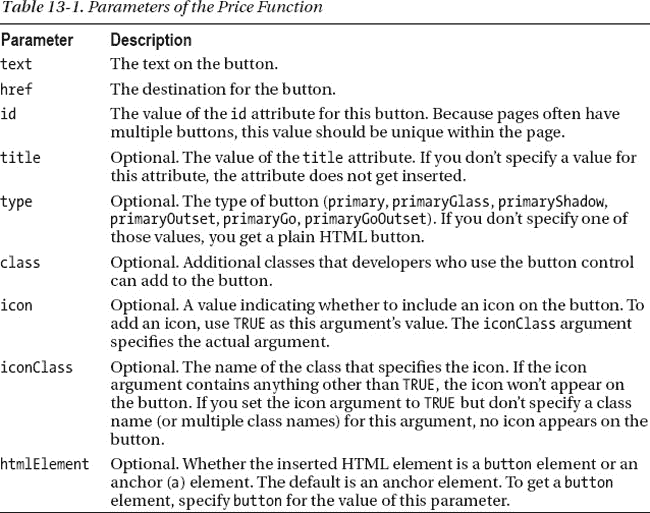 Table 13-1. Parameters of the Price Function
Parameter Description
text The text on the button.
href The destination for the button.
id The value of the id attribute for this button. Because pages often have
multiple buttons, this value should be unique within the page.
title Optional. The value of the title attribute. If you don't specify a value for
this attribute, the attribute does not get inserted.
type Optional. The type of button (primary, primaryGlass, primaryShadow,
primaryOutset, primaryGo, primaryGoOutset). If you don't specify one of
those values, you get a plain HTML button.
class Optional. Additional classes that developers who use the button control
can add to the button.
icon Optional. A value indicating whether to include an icon on the button. To
add an icon, use TRUE as this argument's value. The iconClass argument
specifies the actual argument.
iconClass Optional. The name of the class that specifies the icon. If the icon
argument contains anything other than TRUE, the icon won't appear on
the button. If you set the icon argument to TRUE but don't specify a class
name (or multiple class names) for this argument, no icon appears on the
button.
htmlElement Optional. Whether the inserted HTML element is a button element or an
anchor (a) element. The default is an anchor element. To get a button
element, specify button for the value of this parameter.